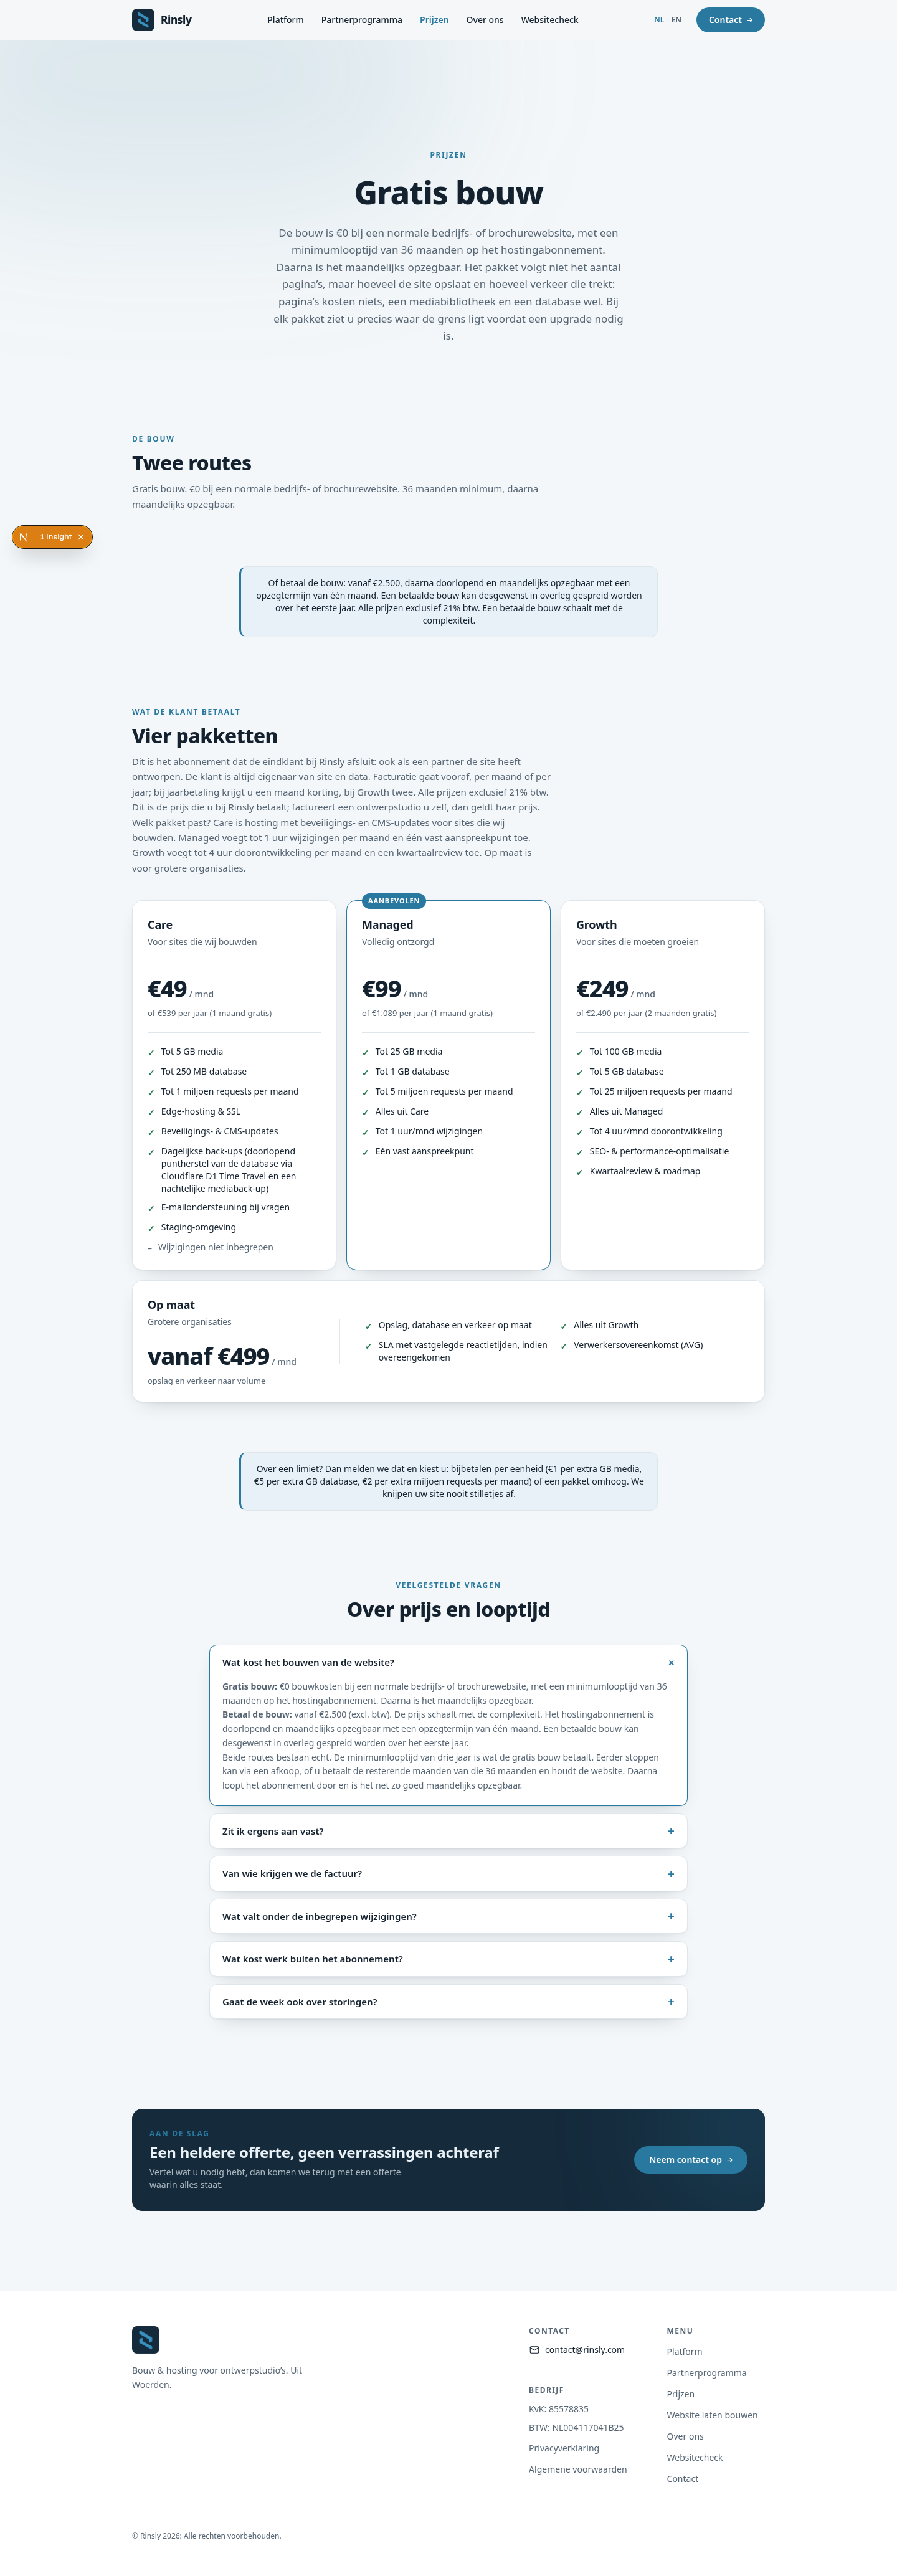 Rinsly
Platform
Partnerprogramma
Prijzen
Over ons
Websitecheck
NL
EN
Contact →
PRIJZEN
Gratis bouw
De bouw is €0 bij een normale bedrijfs- of brochurewebsite, met een
minimumlooptijd van 36 maanden op het hostingabonnement.
Daarna is het maandelijks opzegbaar. Het pakket volgt niet het aantal
pagina’s, maar hoeveel de site opslaat en hoeveel verkeer die trekt:
pagina’s kosten niets, een mediabibliotheek en een database wel. Bij
elk pakket ziet u precies waar de grens ligt voordat een upgrade nodig
is.
DE BOUW
Twee routes
Gratis bouw. €0 bij een normale bedrijfs- of brochurewebsite. 36 maanden minimum, daarna
maandelijks opzegbaar.
1 Insight
Of betaal de bouw: vanaf €2.500, daarna doorlopend en maandelijks opzegbaar met een
opzegtermijn van één maand. Een betaalde bouw kan desgewenst in overleg gespreid worden
over het eerste jaar. Alle prijzen exclusief 21% btw. Een betaalde bouw schaalt met de
complexiteit.
WAT DE KLANT BETAALT
Vier pakketten
Dit is het abonnement dat de eindklant bij Rinsly afsluit: ook als een partner de site heeft
ontworpen. De klant is altijd eigenaar van site en data. Facturatie gaat vooraf, per maand of per
jaar; bij jaarbetaling krijgt u een maand korting, bij Growth twee. Alle prijzen exclusief 21% btw.
Dit is de prijs die u bij Rinsly betaalt; factureert een ontwerpstudio u zelf, dan geldt haar prijs.
Welk pakket past? Care is hosting met beveiligings- en CMS-updates voor sites die wij
bouwden. Managed voegt tot 1 uur wijzigingen per maand en één vast aanspreekpunt toe.
Growth voegt tot 4 uur doorontwikkeling per maand en een kwartaalreview toe. Op maat is
voor grotere organisaties.
Care
Voor sites die wij bouwden
€49 / mnd
of €539 per jaar (1 maand gratis)
✓ Tot 5 GB media
✓ Tot 250 MB database
✓ Tot 1 miljoen requests per maand
✓ Edge-hosting & SSL
✓ Beveiligings- & CMS-updates
✓ Dagelijkse back-ups (doorlopend
puntherstel van de database via
Cloudflare D1 Time Travel en een
nachtelijke mediaback-up)
✓ E-mailondersteuning bij vragen
✓ Staging-omgeving
– Wijzigingen niet inbegrepen
AANBEVOLEN
Managed
Volledig ontzorgd
€99 / mnd
of €1.089 per jaar (1 maand gratis)
✓ Tot 25 GB media
✓ Tot 1 GB database
✓ Tot 5 miljoen requests per maand
✓ Alles uit Care
✓ Tot 1 uur/mnd wijzigingen
✓ Eén vast aanspreekpunt
Growth
Voor sites die moeten groeien
€249 / mnd
of €2.490 per jaar (2 maanden gratis)
✓ Tot 100 GB media
✓ Tot 5 GB database
✓ Tot 25 miljoen requests per maand
✓ Alles uit Managed
✓ Tot 4 uur/mnd doorontwikkeling
✓ SEO- & performance-optimalisatie
✓ Kwartaalreview & roadmap
Op maat
Grotere organisaties
vanaf €499 / mnd
opslag en verkeer naar volume
✓ Opslag, database en verkeer op maat
✓ SLA met vastgelegde reactietijden, indien
overeengekomen
✓ Alles uit Growth
✓ Verwerkersovereenkomst (AVG)
Over een limiet? Dan melden we dat en kiest u: bijbetalen per eenheid (€1 per extra GB media,
€5 per extra GB database, €2 per extra miljoen requests per maand) of een pakket omhoog. We
knijpen uw site nooit stilletjes af.
VEELGESTELDE VRAGEN
Over prijs en looptijd
Wat kost het bouwen van de website?
Gratis bouw: €0 bouwkosten bij een normale bedrijfs- of brochurewebsite, met een minimumlooptijd van 36
maanden op het hostingabonnement. Daarna is het maandelijks opzegbaar.
Betaal de bouw: vanaf €2.500 (excl. btw). De prijs schaalt met de complexiteit. Het hostingabonnement is
doorlopend en maandelijks opzegbaar met een opzegtermijn van één maand. Een betaalde bouw kan
desgewenst in overleg gespreid worden over het eerste jaar.
Beide routes bestaan echt. De minimumlooptijd van drie jaar is wat de gratis bouw betaalt. Eerder stoppen
kan via een afkoop, of u betaalt de resterende maanden van die 36 maanden en houdt de website. Daarna
loopt het abonnement door en is het net zo goed maandelijks opzegbaar.
Zit ik ergens aan vast?
Van wie krijgen we de factuur?
Wat valt onder de inbegrepen wijzigingen?
Wat kost werk buiten het abonnement?
Gaat de week ook over storingen?
AAN DE SLAG
Een heldere offerte, geen verrassingen achteraf
Vertel wat u nodig hebt, dan komen we terug met een offerte
waarin alles staat.
Neem contact op →
Bouw & hosting voor ontwerpstudio’s. Uit
Woerden.
CONTACT
contact@rinsly.com
BEDRIJF
KvK: 85578835
BTW: NL004117041B25
Privacyverklaring
Algemene voorwaarden
MENU
Platform
Partnerprogramma
Prijzen
Website laten bouwen
Over ons
Websitecheck
Contact
© Rinsly 2026: Alle rechten voorbehouden.